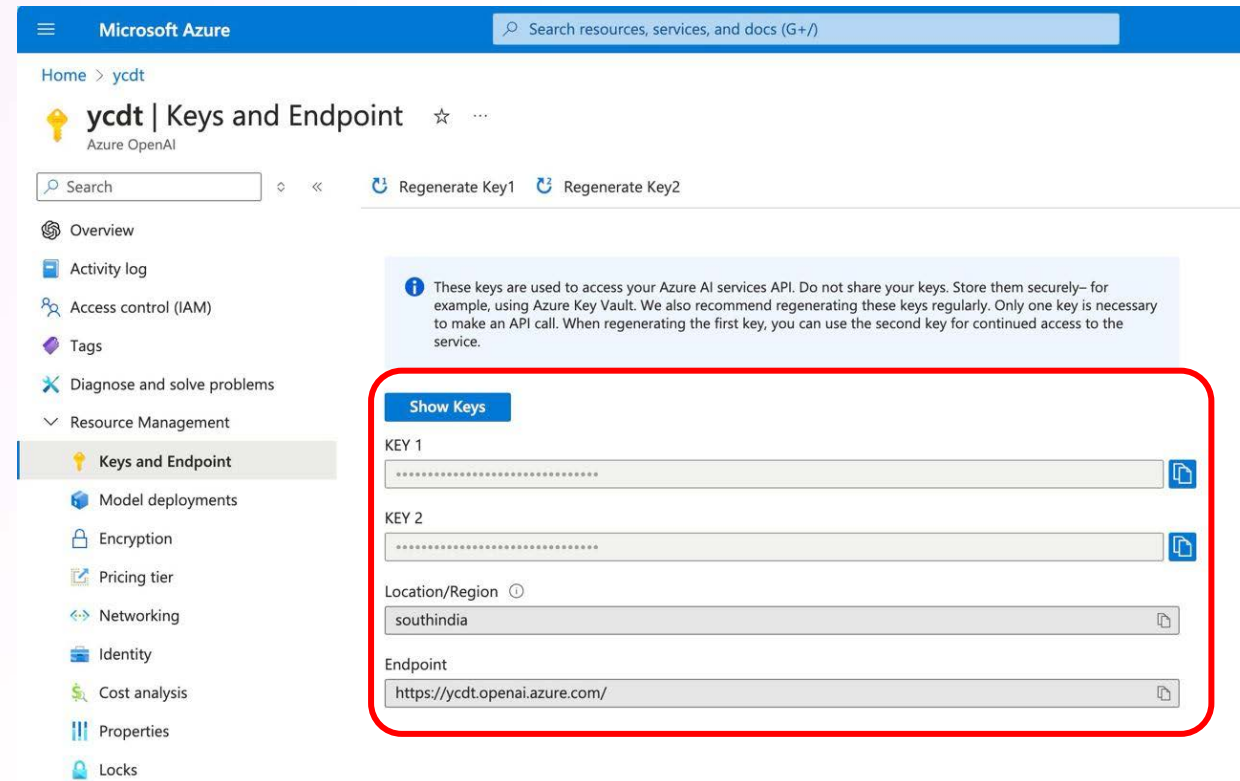 Microsoft Azure
Search resources, services, and docs (G+/)
Home > ycdt
ycdt | Keys and Endpoint
Azure OpenAI
Search
Regenerate Key1
Regenerate Key2
Overview
Activity log
Access control (IAM)
Tags
Diagnose and solve problems
Resource Management
Keys and Endpoint
Model deployments
Encryption
Pricing tier
Networking
Identity
Cost analysis
Properties
Locks
These keys are used to access your Azure AI services API. Do not share your keys. Store them securely– for
example, using Azure Key Vault. We also recommend regenerating these keys regularly. Only one key is necessary
to make an API call. When regenerating the first key, you can use the second key for continued access to the
service.
Show Keys
KEY 1
KEY 2
Location/Region
southindia
Endpoint
https://ycdt.openai.azure.com/